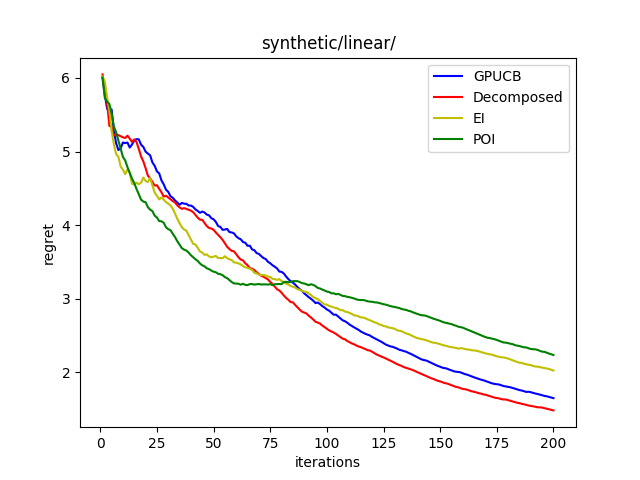 synthetic/linear/
GPUCB
Decomposed
EI
POI
regret
6
5
4
3
2
0
25
50
75
100
125
150
175
200
iterations